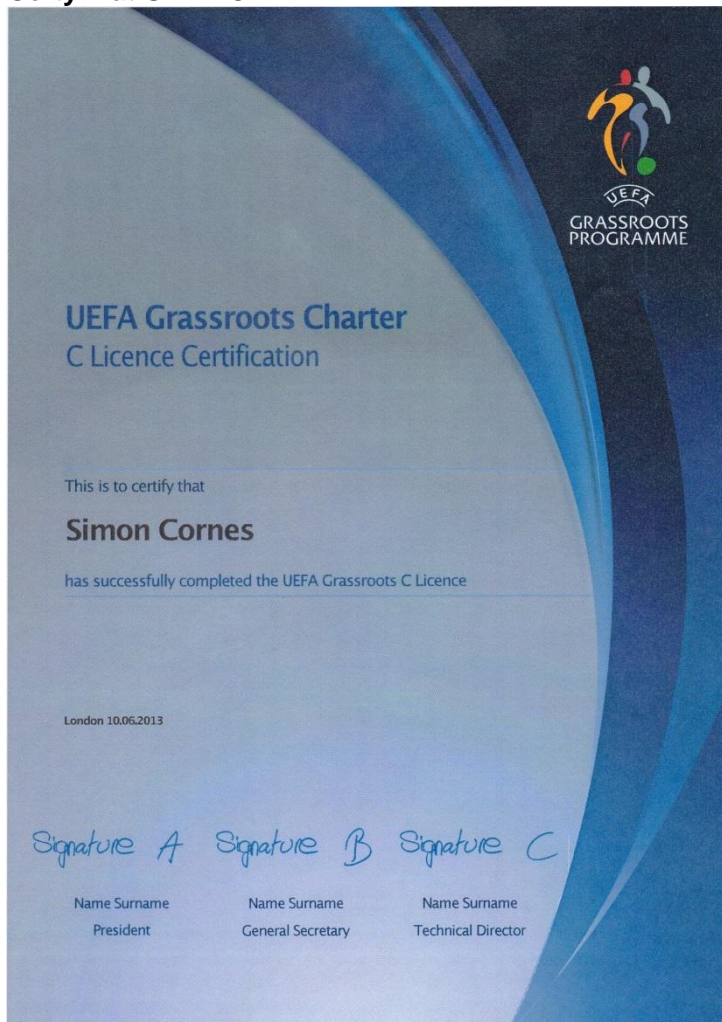 UEFA
GRASSROOTS
PROGRAMME
UEFA Grassroots Charter
C Licence Certification
This is to certify that
Simon Cornes
has successfully completed the UEFA Grassroots C Licence
London 10.06.2013
Signature A Signature B Signature C
Name Surname Name Surname Name Surname
President General Secretary Technical Director